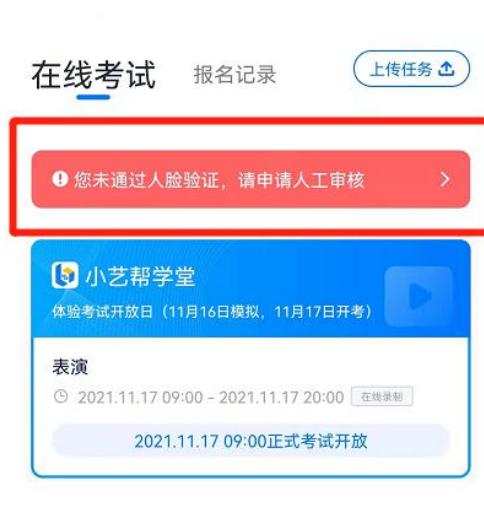 在线考试 报名记录 上传任务
您未通过人脸验证，请申请人工审核
小艺帮学堂
体验考试开放日（11月16日模拟，11月17日开考）
表演
2021.11.17 09:00 - 2021.11.17 20:00 在线录制
2021.11.17 09:00正式考试开放